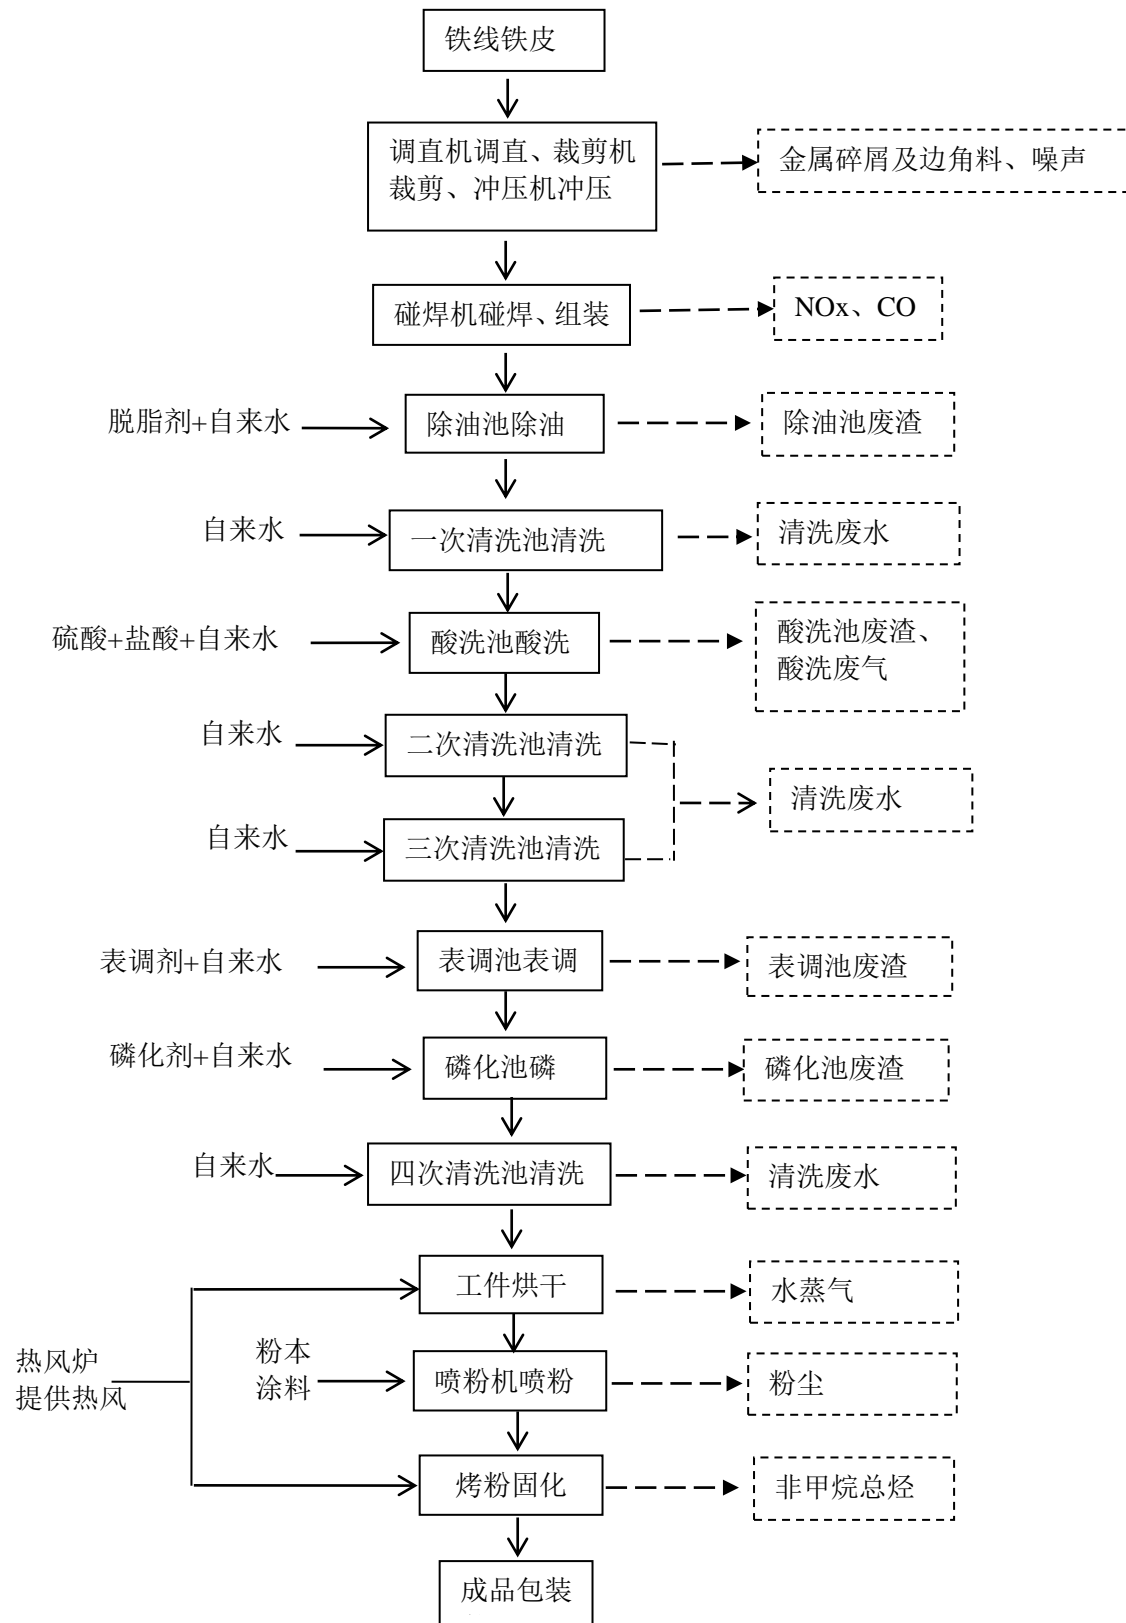 铁线铁皮
调直机调直、裁剪机
裁剪、冲压机冲压
金属碎屑及边角料、噪声
碰焊机碰焊、组装
NOx、CO
脱脂剂+自来水
除油池除油
除油池废渣
自来水
一次清洗池清洗
清洗废水
硫酸+盐酸+自来水
酸洗池酸洗
酸洗池废渣、
酸洗废气
自来水
二次清洗池清洗
清洗废水
自来水
三次清洗池清洗
表调剂+自来水
表调池表调
表调池废渣
磷化剂+自来水
磷化池磷
磷化池废渣
自来水
四次清洗池清洗
清洗废水
工件烘干
水蒸气
热风炉
提供热风
粉本
涂料
喷粉机喷粉
粉尘
烤粉固化
非甲烷总烃
成品包装